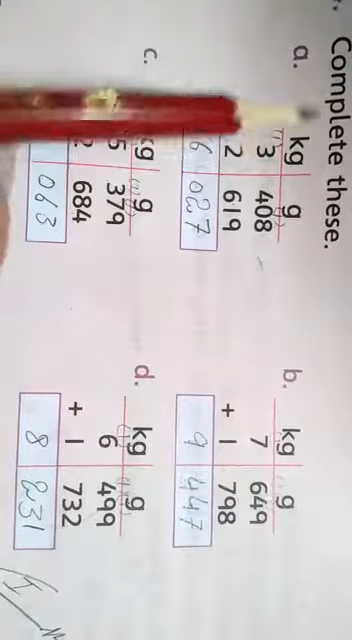 Complete these.
a.
kg g
3 408
2 619
6 027
b.
kg g
7 649
+ 1 798
9 447
c.
kg g
5 379
684
063
d.
kg g
6 499
+ 1 732
8 231